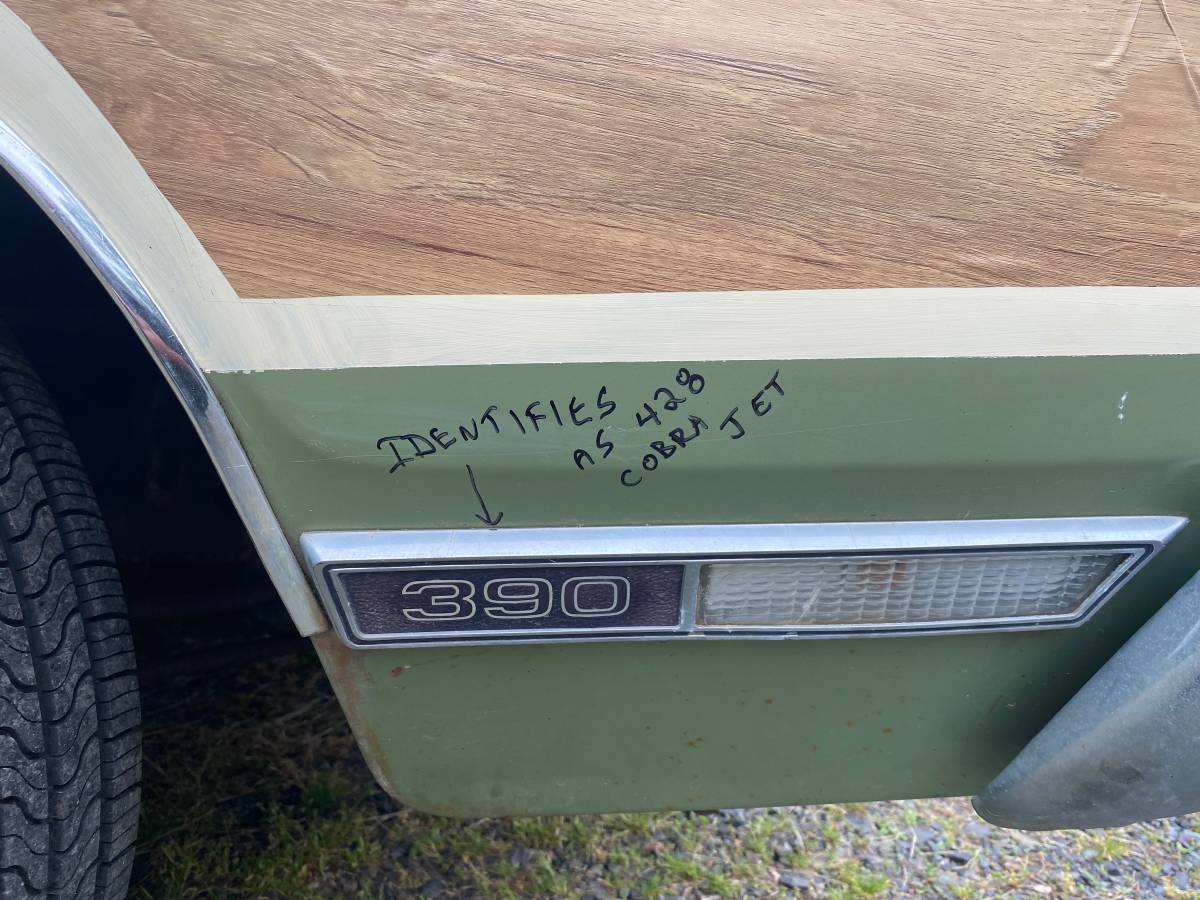 IDENTIFIES
AS 428
COBRA JET
390